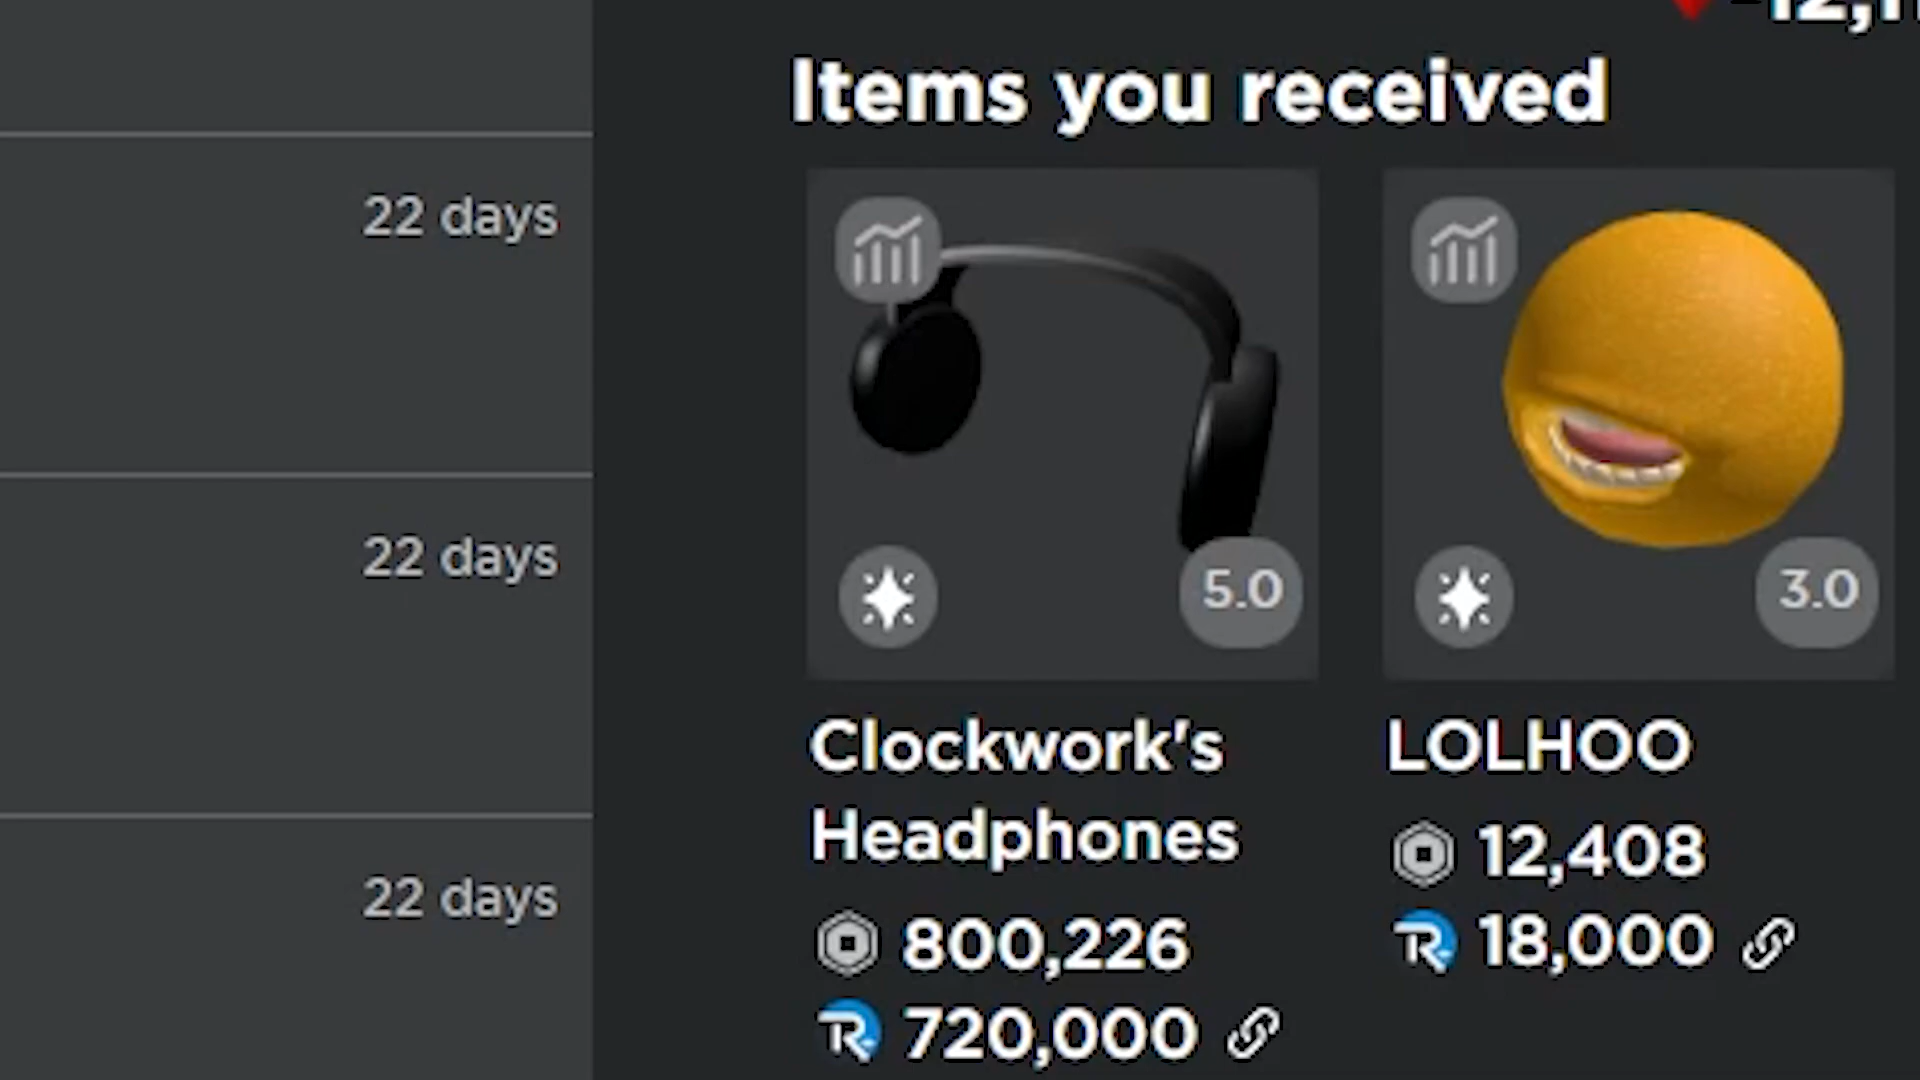 Items you received
22 days
5.0
3.0
22 days
Clockwork's
Headphones
LOLHOO
12,408
22 days
800,226
18,000
720,000